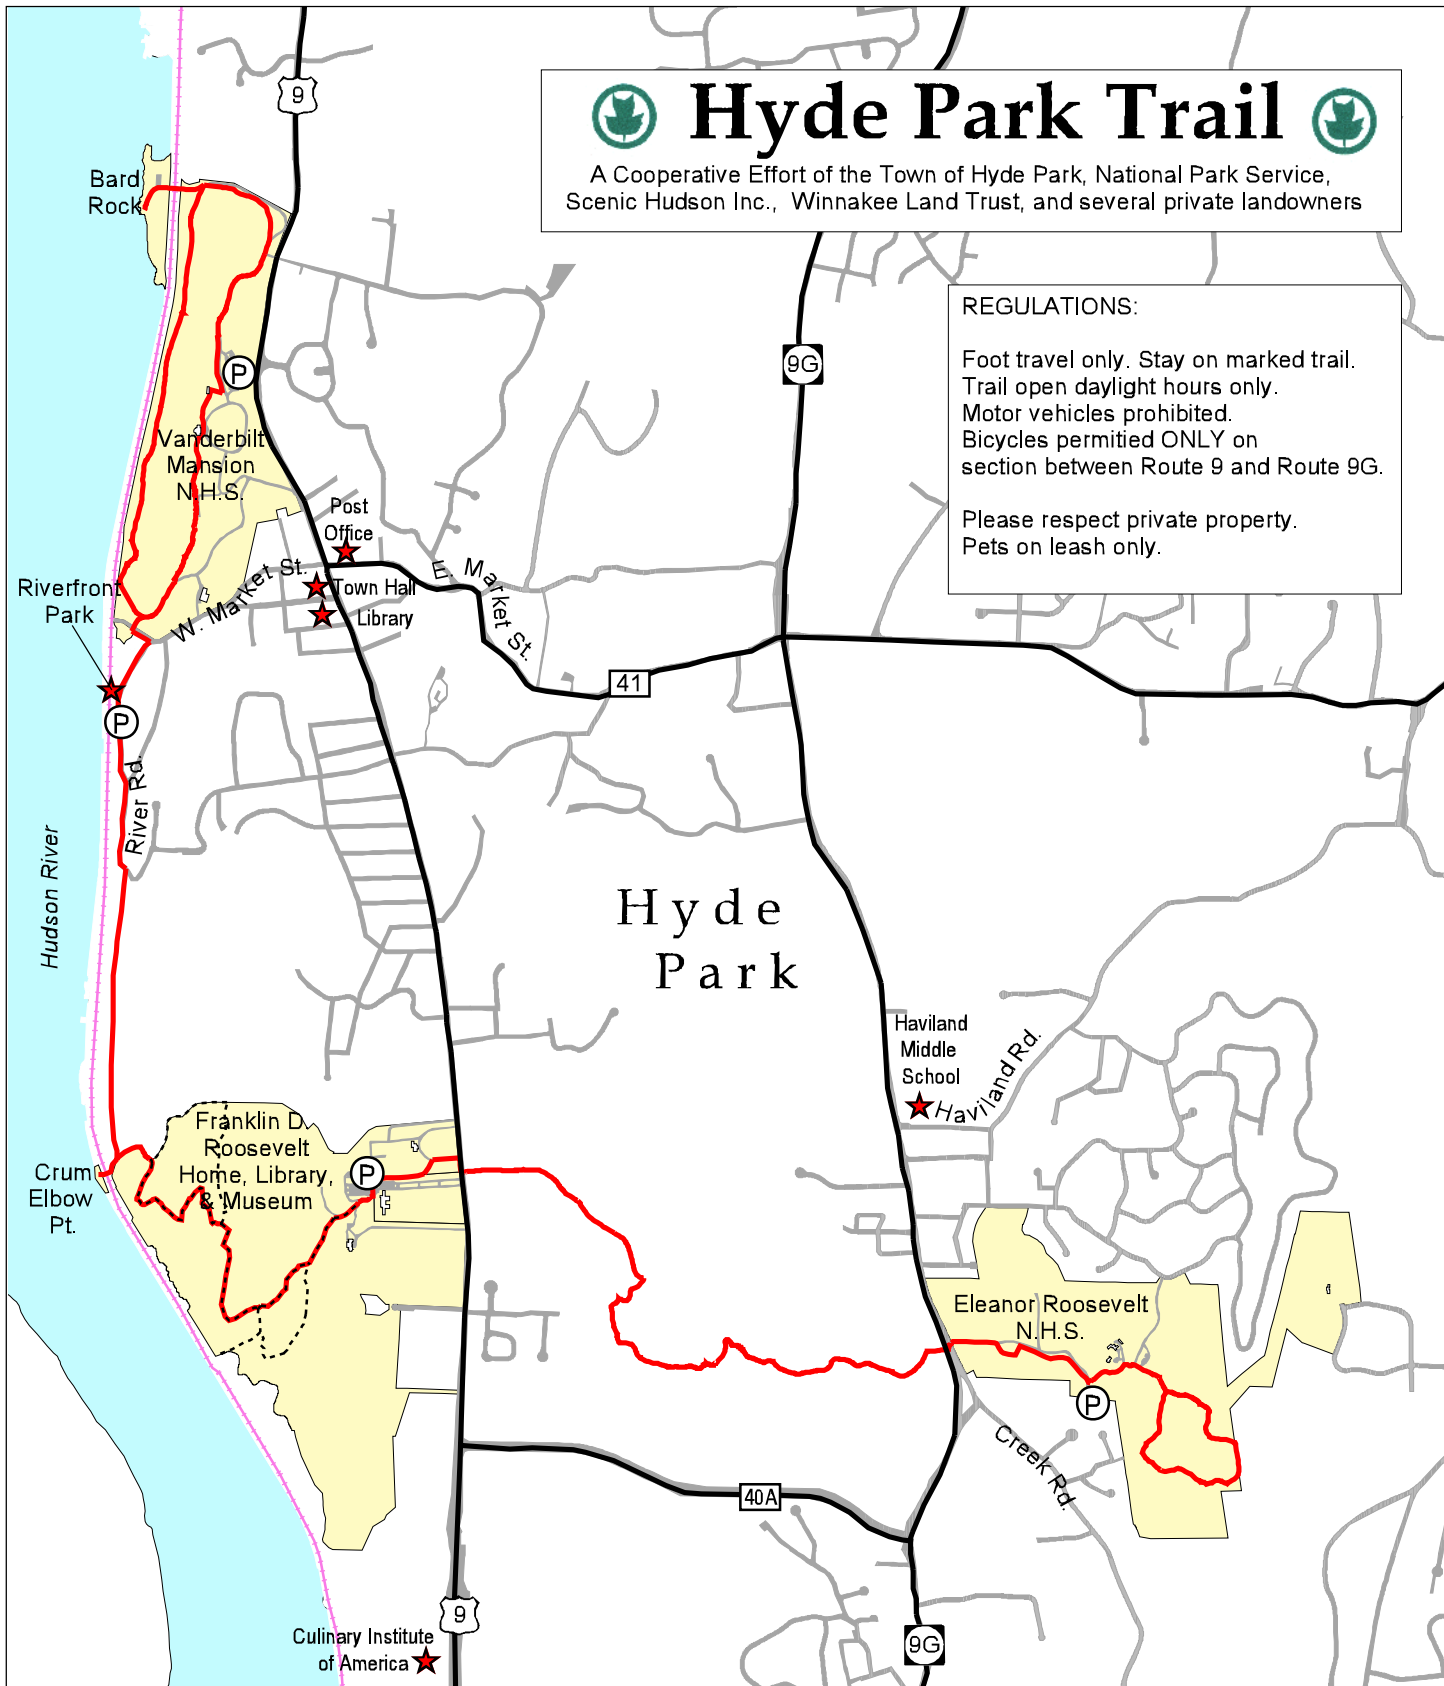 9
Hyde Park Trail
A Cooperative Effort of the Town of Hyde Park, National Park Service,
Scenic Hudson Inc., Winnakee Land Trust, and several private landowners
Bard
Rock
REGULATIONS:
Foot travel only. Stay on marked trail.
Trail open daylight hours only.
Motor vehicles prohibited.
Bicycles permitied ONLY on
section between Route 9 and Route 9G.
Please respect private property.
Pets on leash only.
9G
P
Vanderbilt
Mansion
N.H.S.
Post
Office
E Market St.
W. Market St.
Town Hall
Library
Riverfront
Park
41
P
River Rd.
Hudson River
Hyde
Park
Haviland
Middle
School
Haviland Rd.
Franklin D.
Roosevelt
Home, Library,
& Museum
P
Crum
Elbow
Pt.
Eleanor Roosevelt
N.H.S.
P
Creek Rd.
40A
9
9G
Culinary Institute
of America